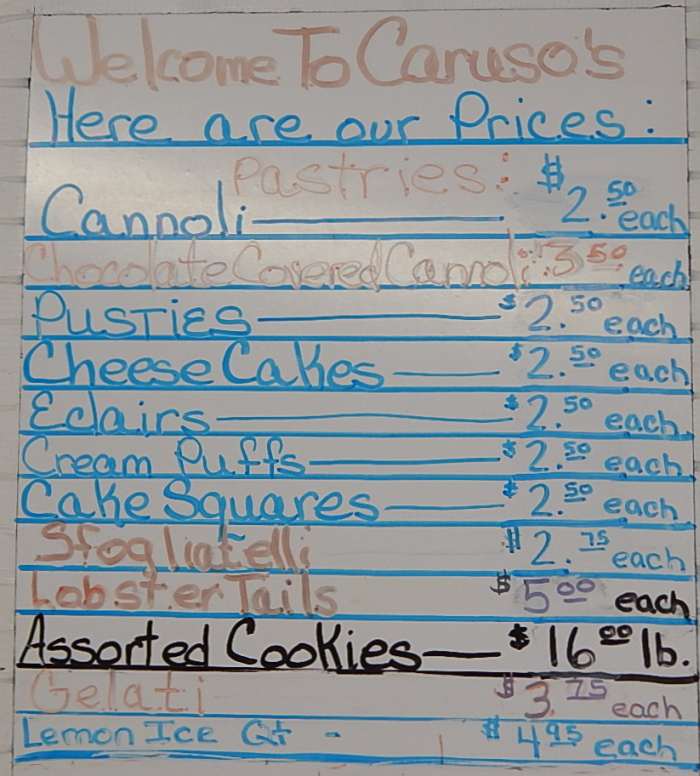 Welcome To Caruso's
Here are our Prices:
Pastries:
Cannoli — $2.50 each
Chocolate Covered Cannoli $3.50 each
PUSTIES — $2.50 each
Cheese Cakes — $2.50 each
Eclairs — $2.50 each
Cream Puffs — $2.50 each
Cake Squares — $2.50 each
Sfogliatelli $2.75 each
Lobster Tails $5.00 each
Assorted Cookies — $16.00 lb.
Gelati $3.75 each
Lemon ICE Qt - $4.95 each